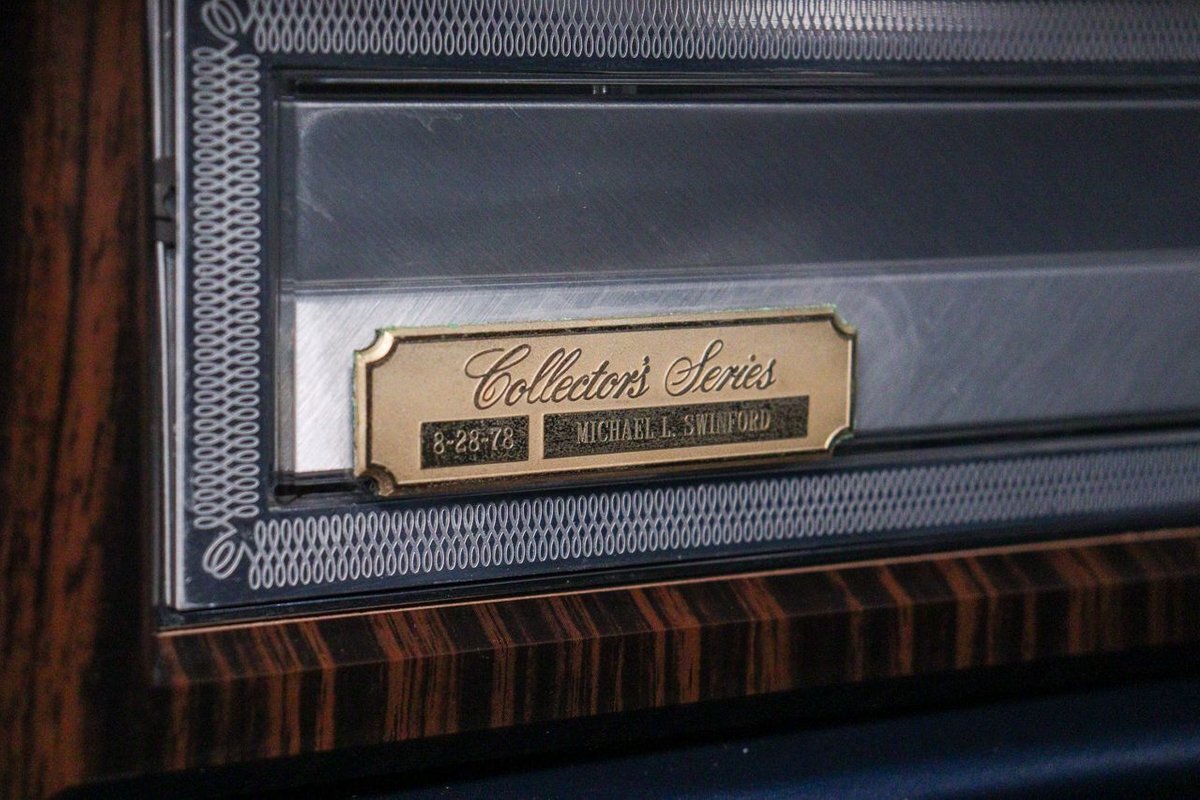 Collector's Series
8-28-78 MICHAEL L. SWINFORD